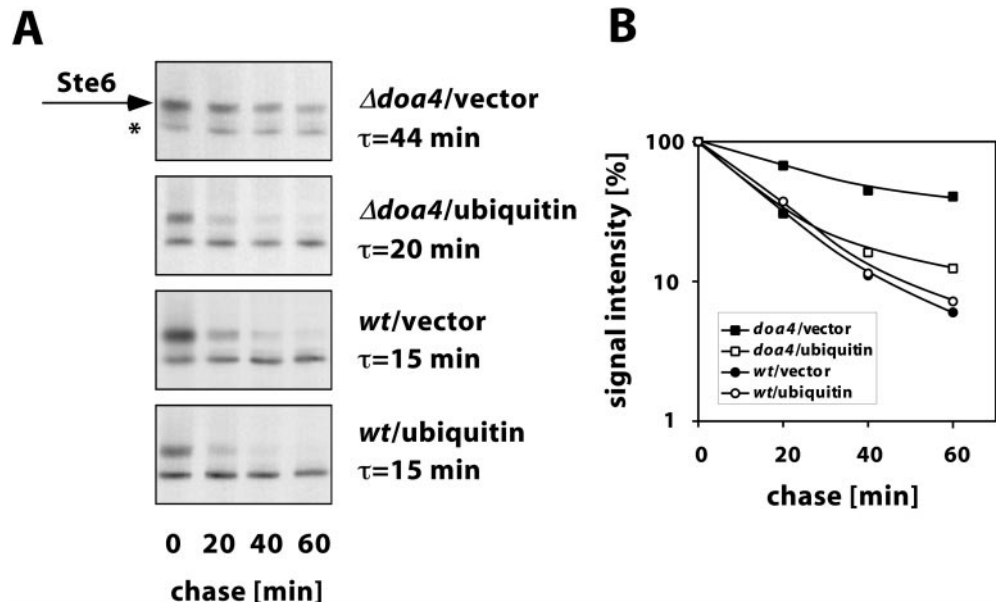 A
Ste6
*
Δdoa4/vector
τ=44 min
Δdoa4/ubiquitin
τ=20 min
wt/vector
τ=15 min
wt/ubiquitin
τ=15 min
0 20 40 60
chase [min]
B
signal intensity [%]
100
10
1
doa4/vector
doa4/ubiquitin
wt/vector
wt/ubiquitin
0 20 40 60
chase [min]